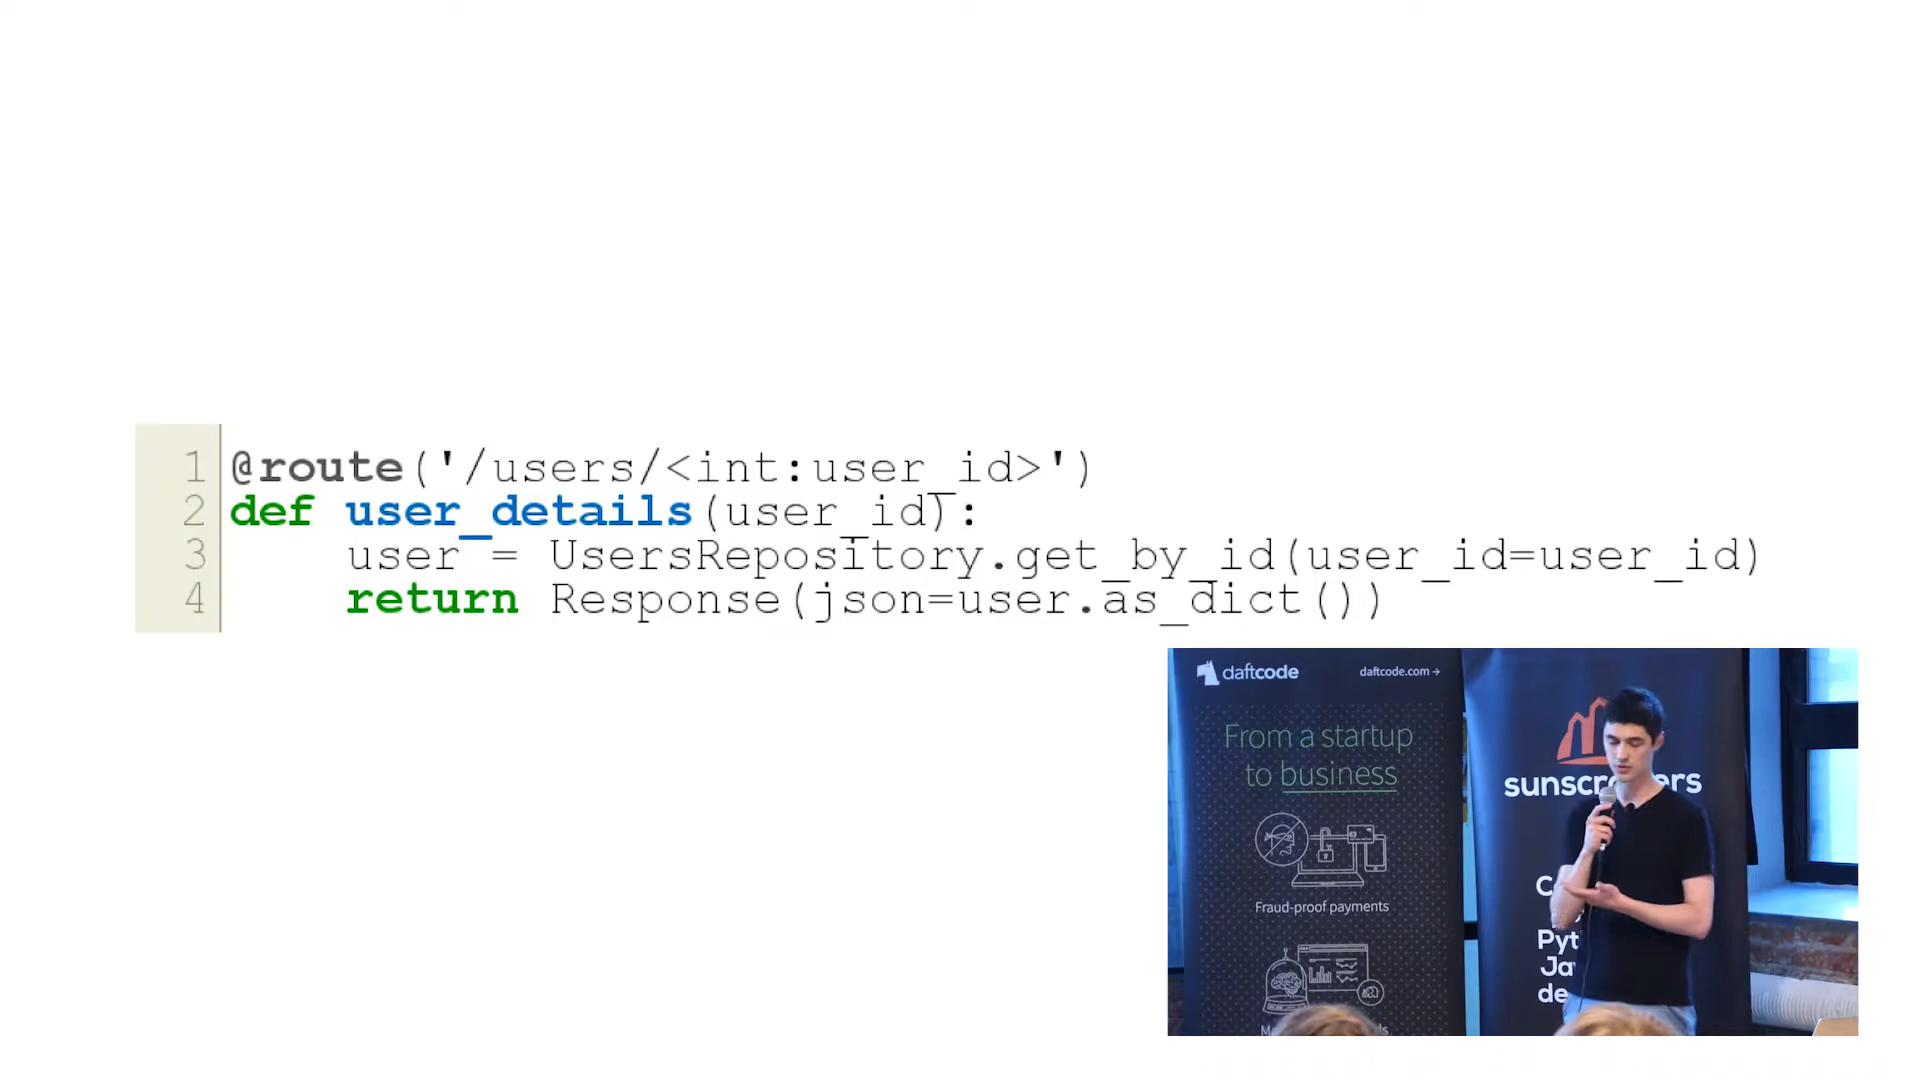 1 @route('/users/<int:user_id>')
2 def user_details(user_id):
3     user = UsersRepository.get_by_id(user_id=user_id)
4     return Response(json=user.as_dict())
daftcode
daftcode.com →
From a startup
to business
Fraud-proof payments